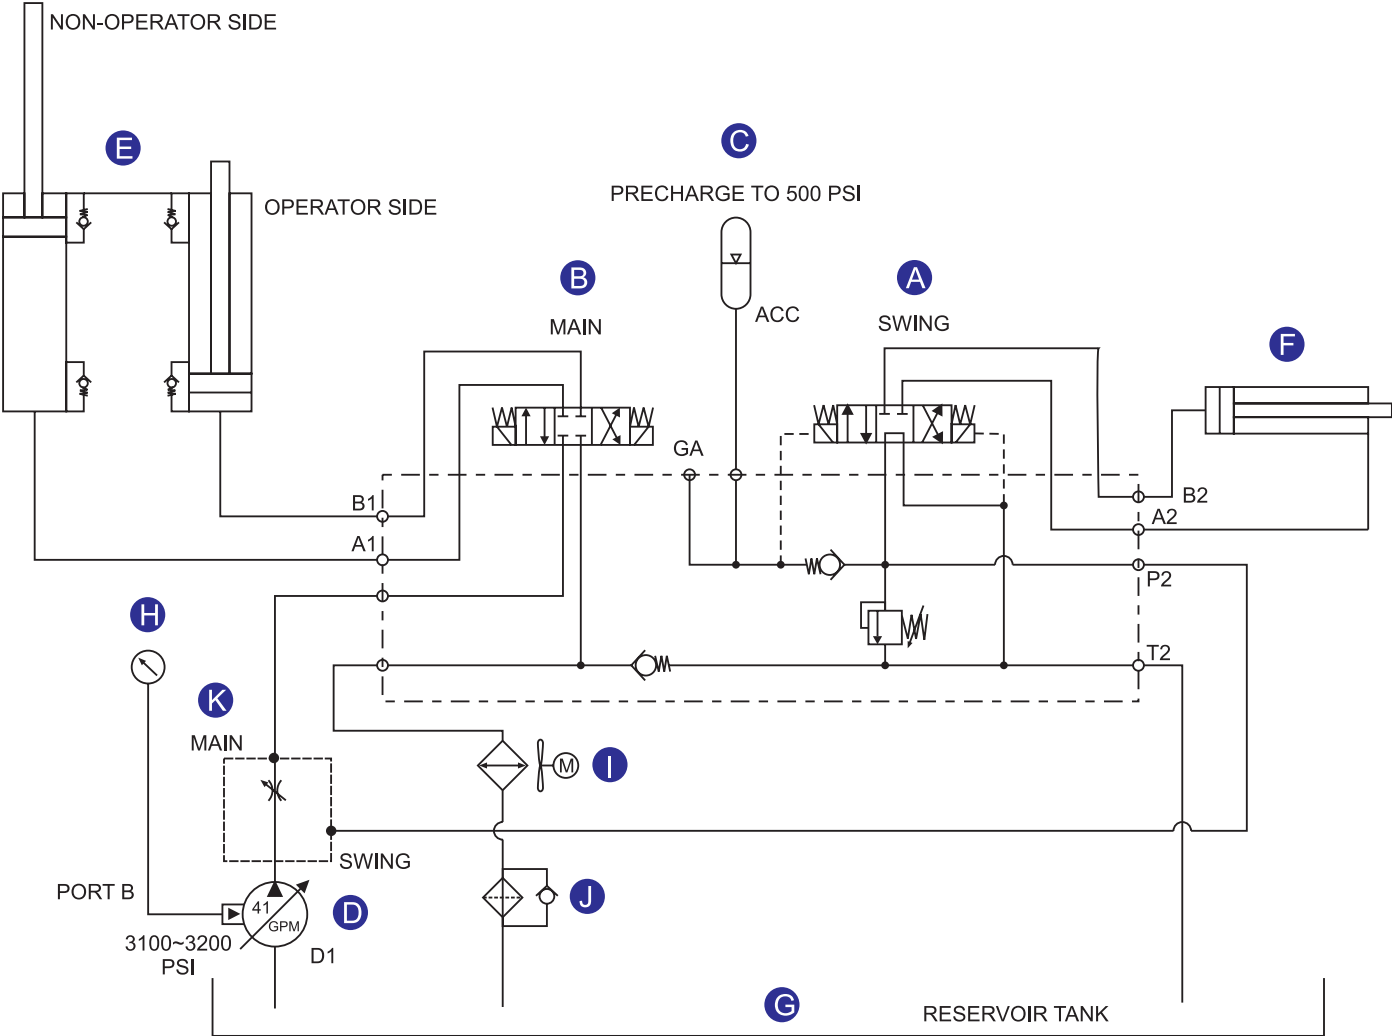 NON-OPERATOR SIDE
E
C
PRECHARGE TO 500 PSI
OPERATOR SIDE
B
A
MAIN
ACC
SWING
F
GA
B1
B2
A1
A2
P2
H
T2
K
MAIN
M
I
SWING
PORT B
41
GPM
D
J
3100~3200
PSI
D1
G
RESERVOIR TANK